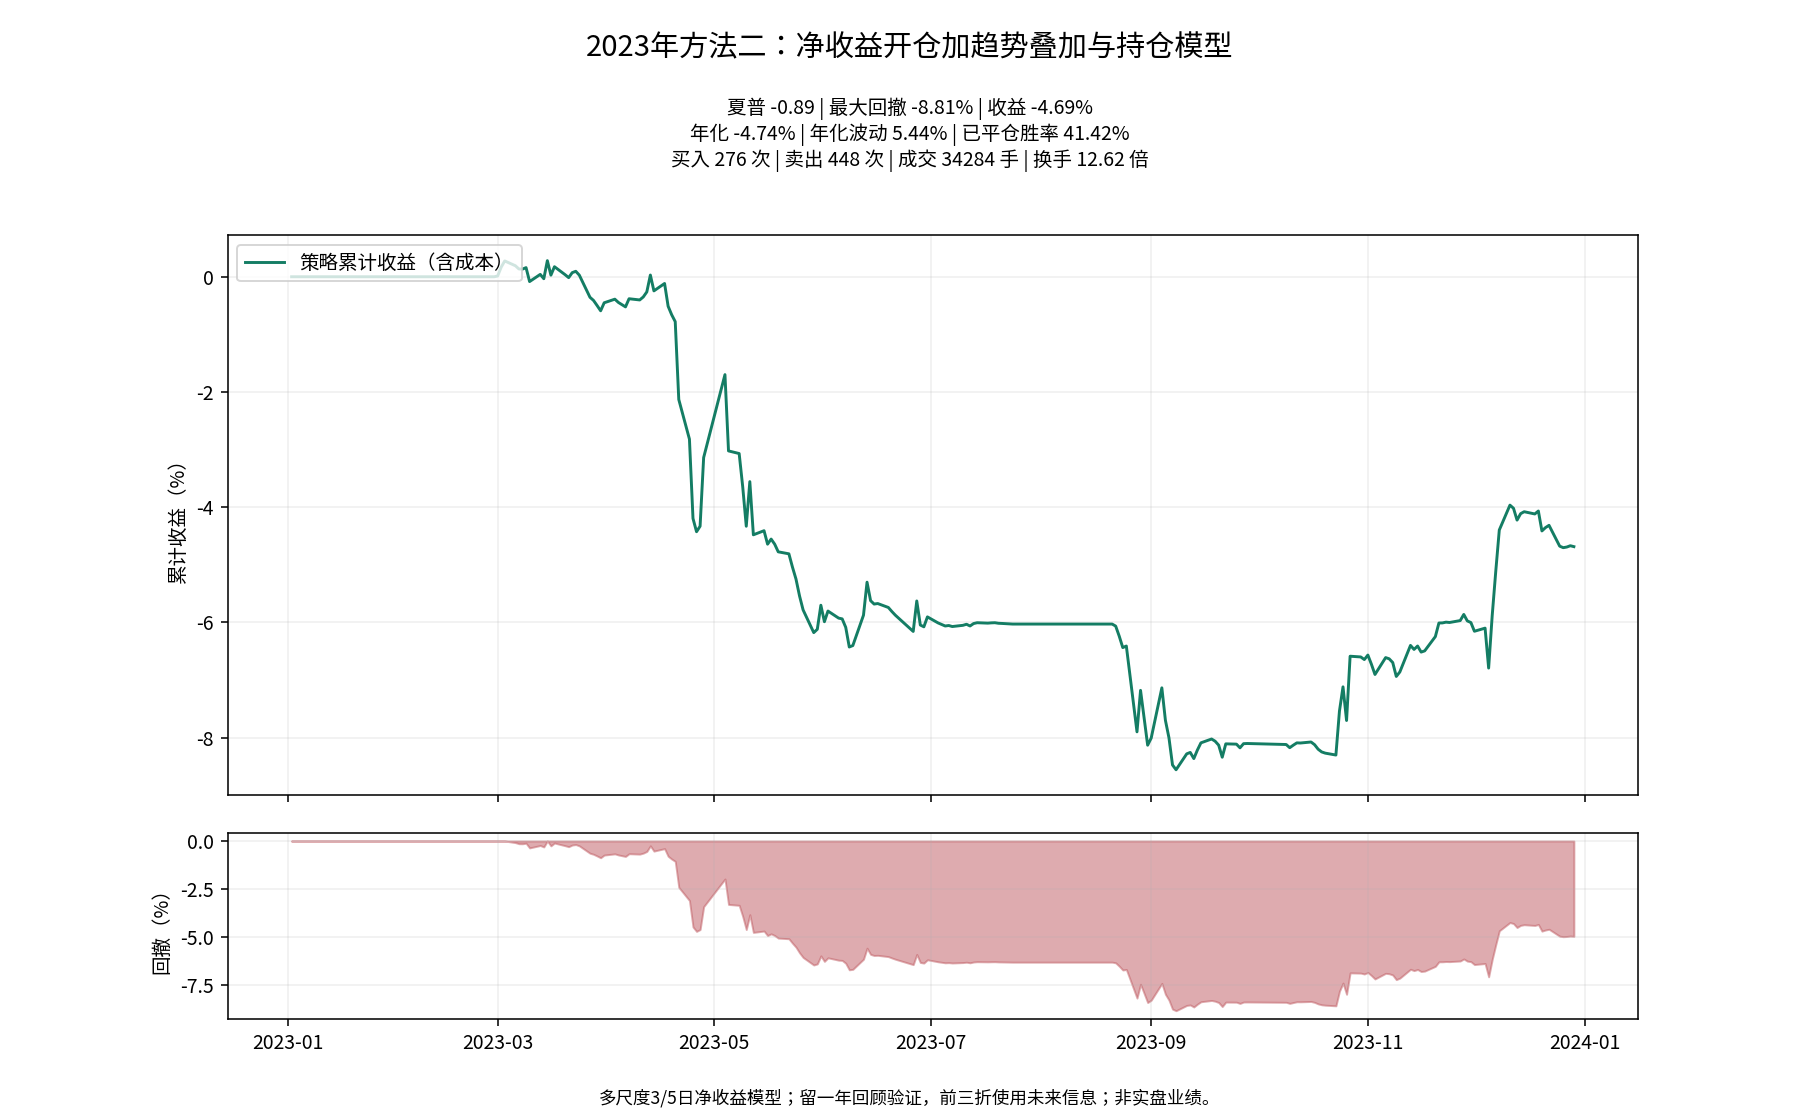 2023年方法二：净收益开仓加趋势叠加与持仓模型
夏普 -0.89 | 最大回撤 -8.81% | 收益 -4.69%
年化 -4.74% | 年化波动 5.44% | 已平仓胜率 41.42%
买入 276 次 | 卖出 448 次 | 成交 34284 手 | 换手 12.62 倍
策略累计收益（含成本）
累计收益（%）
0
-2
-4
-6
-8
回撤（%）
0.0
-2.5
-5.0
-7.5
2023-01
2023-03
2023-05
2023-07
2023-09
2023-11
2024-01
多尺度3/5日净收益模型；留一年回顾验证，前三折使用未来信息；非实盘业绩。